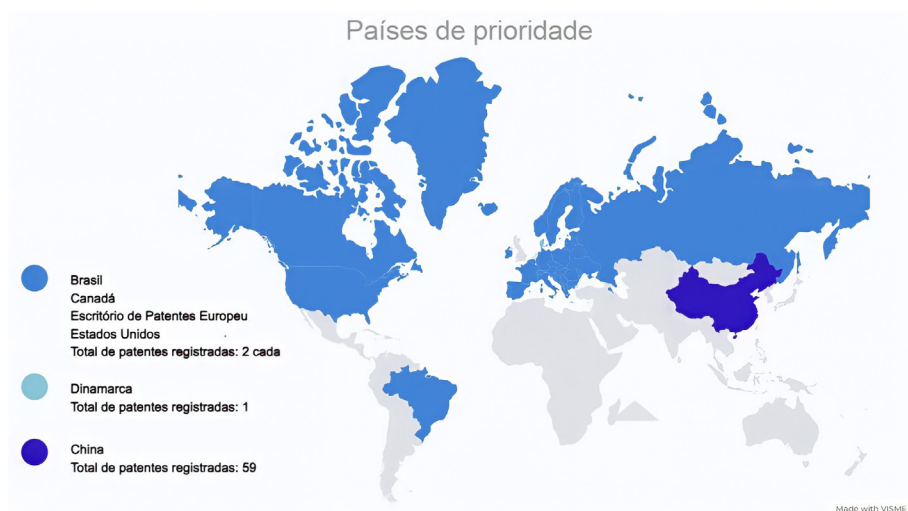 Países de prioridade
Brasil
Canadá
Escritório de Patentes Europeu
Estados Unidos
Total de patentes registradas: 2 cada
Dinamarca
Total de patentes registradas: 1
China
Total de patentes registradas: 59
Made with VISME